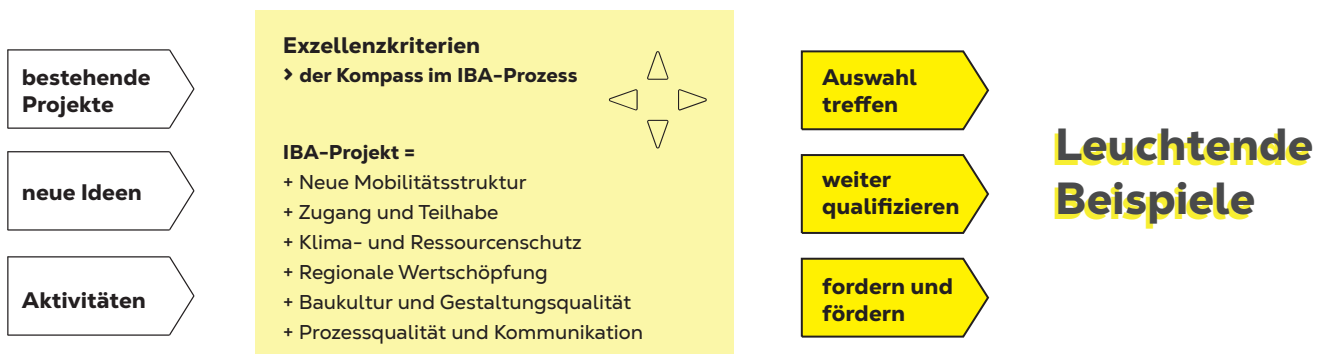 bestehende
Projekte
neue Ideen
Aktivitäten
Exzellenzkriterien
> der Kompass im IBA-Prozess
IBA-Projekt =
+ Neue Mobilitätsstruktur
+ Zugang und Teilhabe
+ Klima- und Ressourcenschutz
+ Regionale Wertschöpfung
+ Baukultur und Gestaltungsqualität
+ Prozessqualität und Kommunikation
Auswahl
treffen
weiter
qualifizieren
fordern und
fördern
Leuchtende
Beispiele